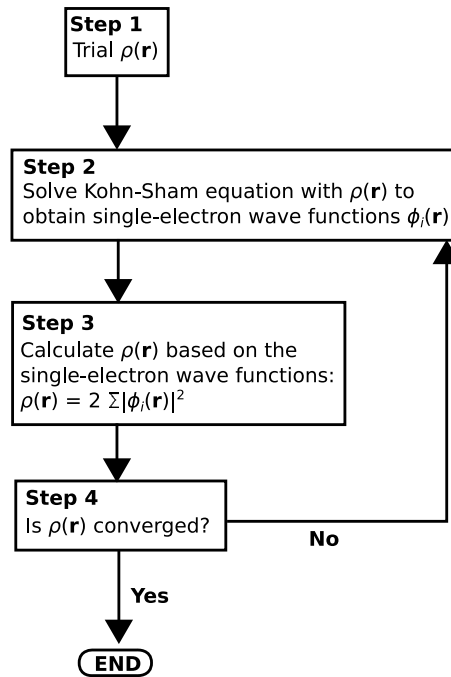 Step 1
Trial ρ(r)
Step 2
Solve Kohn-Sham equation with ρ(r) to
obtain single-electron wave functions ϕᵢ(r)
Step 3
Calculate ρ(r) based on the
single-electron wave functions:
ρ(r) = 2 Σ|ϕᵢ(r)|²
Step 4
Is ρ(r) converged?
No
Yes
END